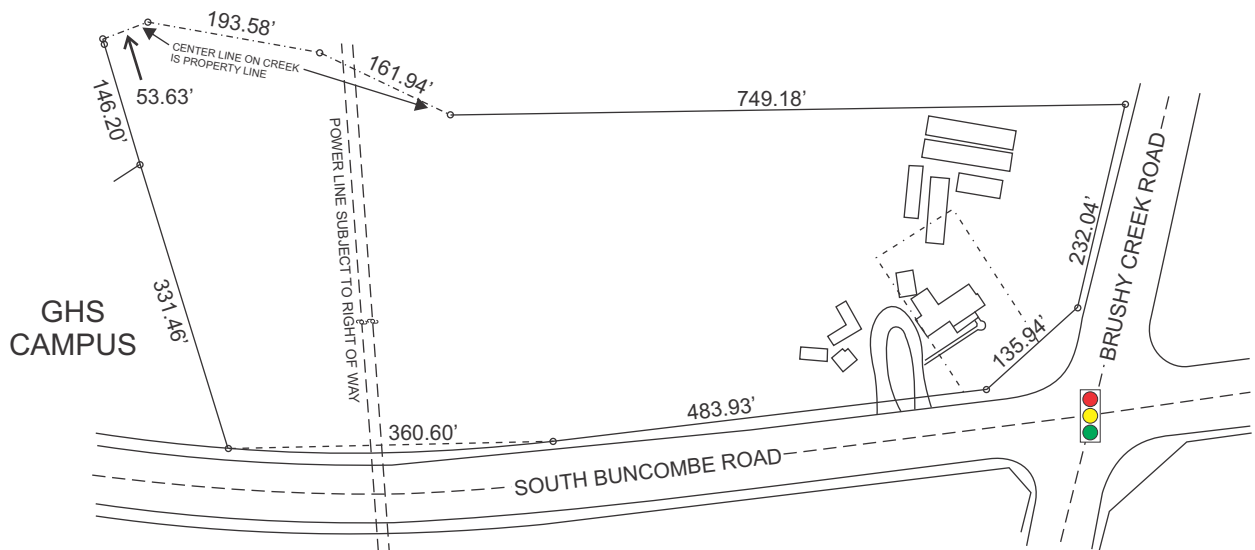 193.58’
CENTER LINE ON CREEK
IS PROPERTY LINE
161.94’
53.63’
146.20’
749.18’
POWER LINE SUBJECT TO RIGHT OF WAY
232.04’
BRUSHY CREEK ROAD
331.46’
GHS
CAMPUS
135.94’
483.93’
360.60’
SOUTH BUNCOMBE ROAD